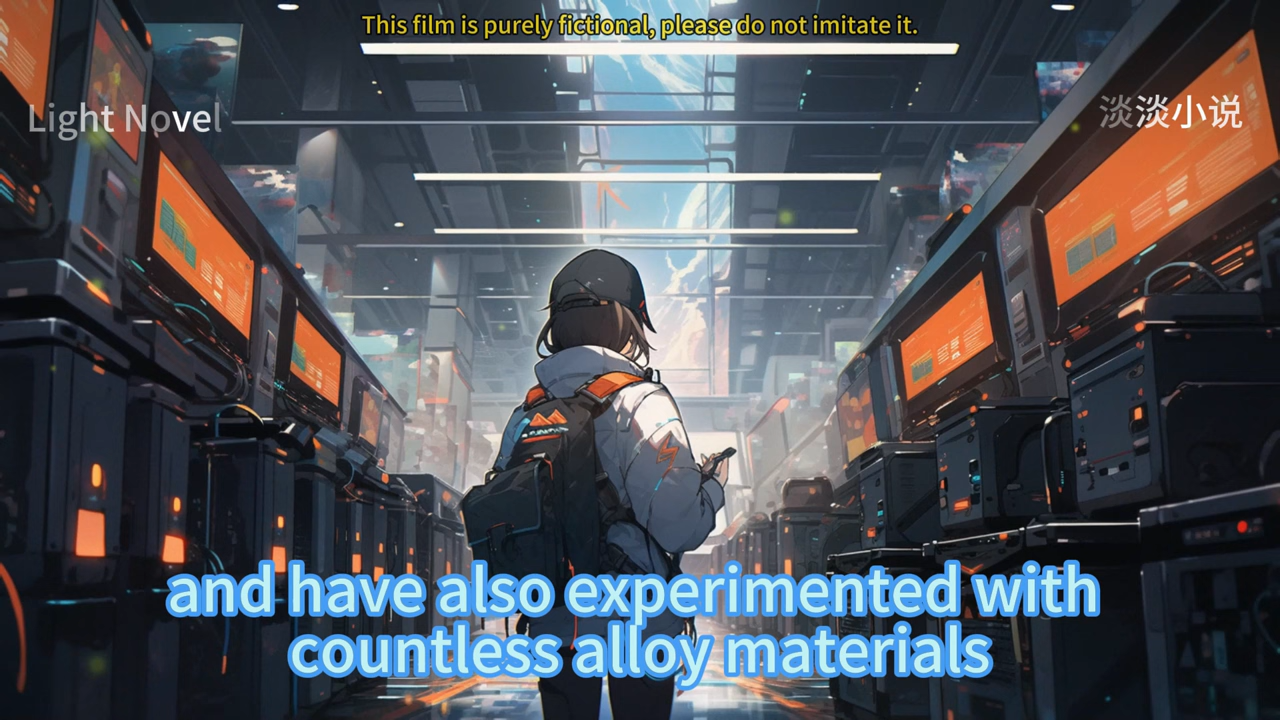 This film is purely fictional, please do not imitate it.
Light Novel
淡淡小说
and have also experimented with
countless alloy materials